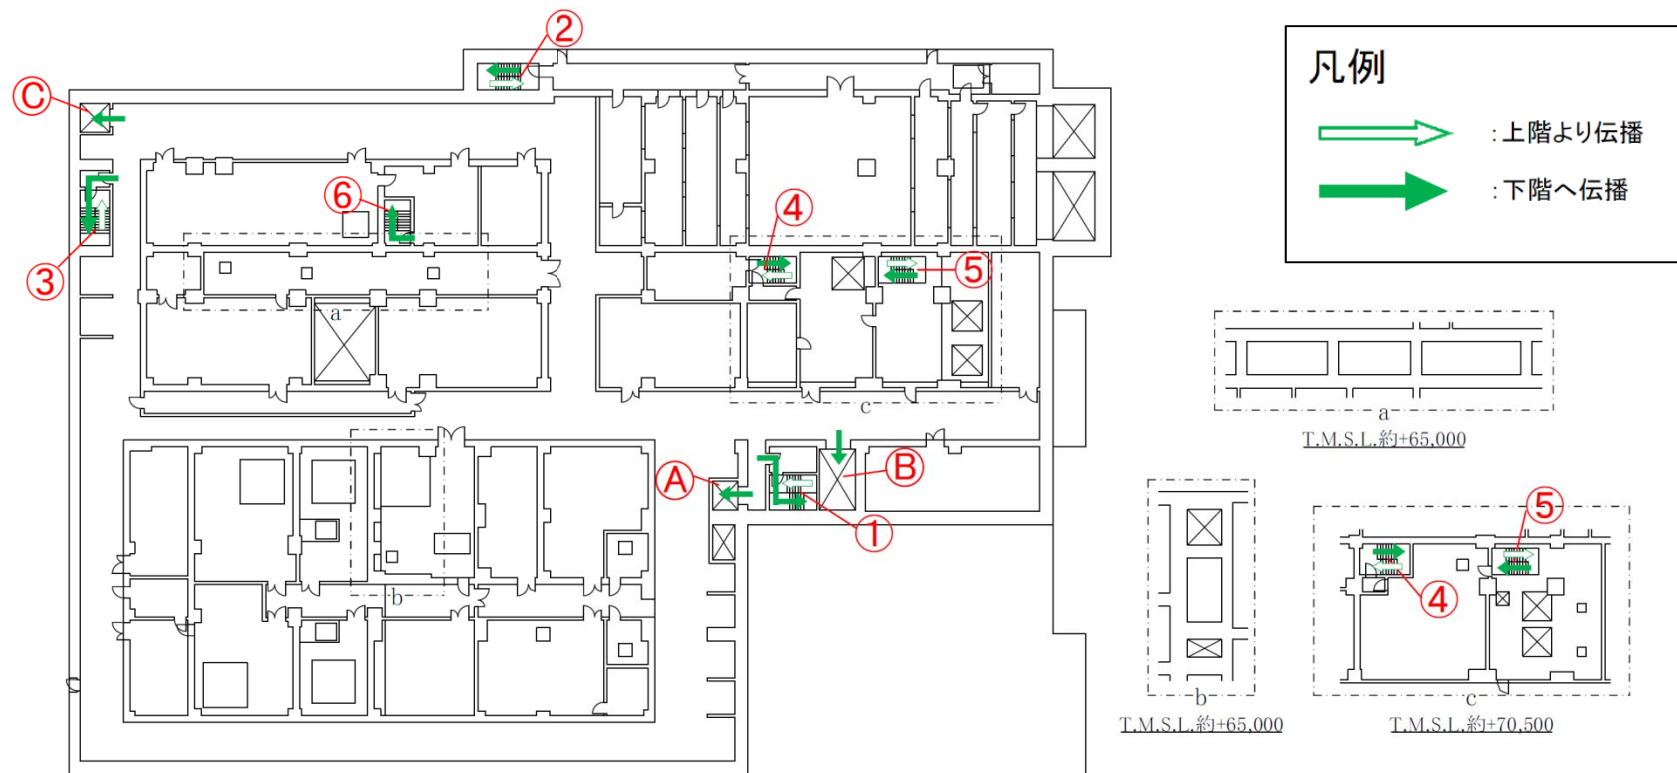 ②
Ⓒ
⑥
④
③
⑤
a
c
Ⓐ
Ⓑ
①
b
凡例
：上階より伝播
：下階へ伝播
a
T.M.S.L.約+65,000
b
T.M.S.L.約+65,000
⑤
④
c
T.M.S.L.約+70,500